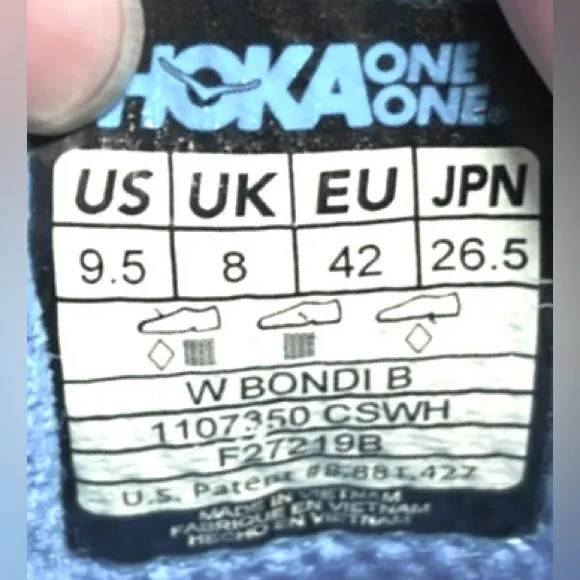 HOKA ONE ONE®
US UK EU JPN
9.5 8 42 26.5
W BONDI B
1107350 CSWH
F27219B
U.S. Patent #8,881,427
MADE IN VIETNAM
FABRIQUE EN VIETNAM
HECHO EN VIETNAM